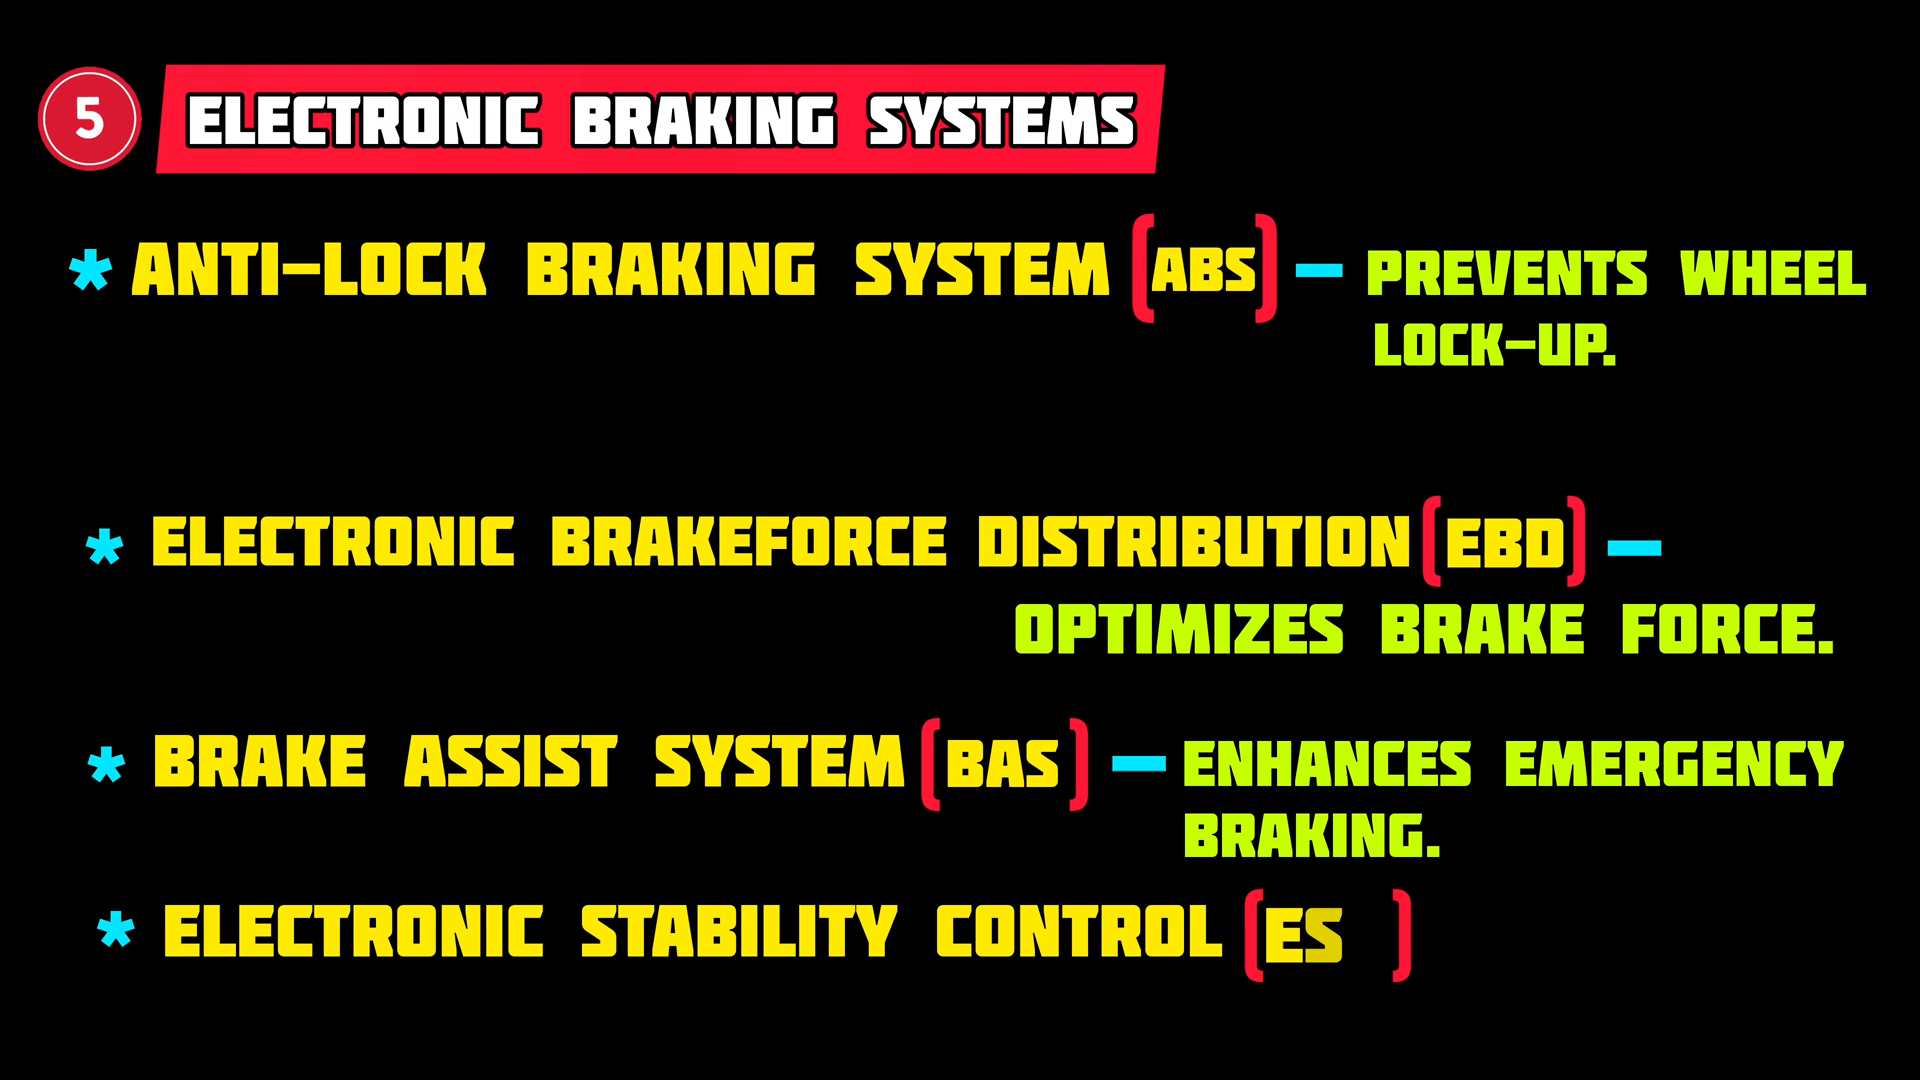 5 ELECTRONIC BRAKING SYSTEMS
* ANTI-LOCK BRAKING SYSTEM (ABS) - PREVENTS WHEEL
LOCK-UP.
* ELECTRONIC BRAKEFORCE DISTRIBUTION (EBD) -
OPTIMIZES BRAKE FORCE.
* BRAKE ASSIST SYSTEM (BAS) - ENHANCES EMERGENCY
BRAKING.
* ELECTRONIC STABILITY CONTROL (ES )